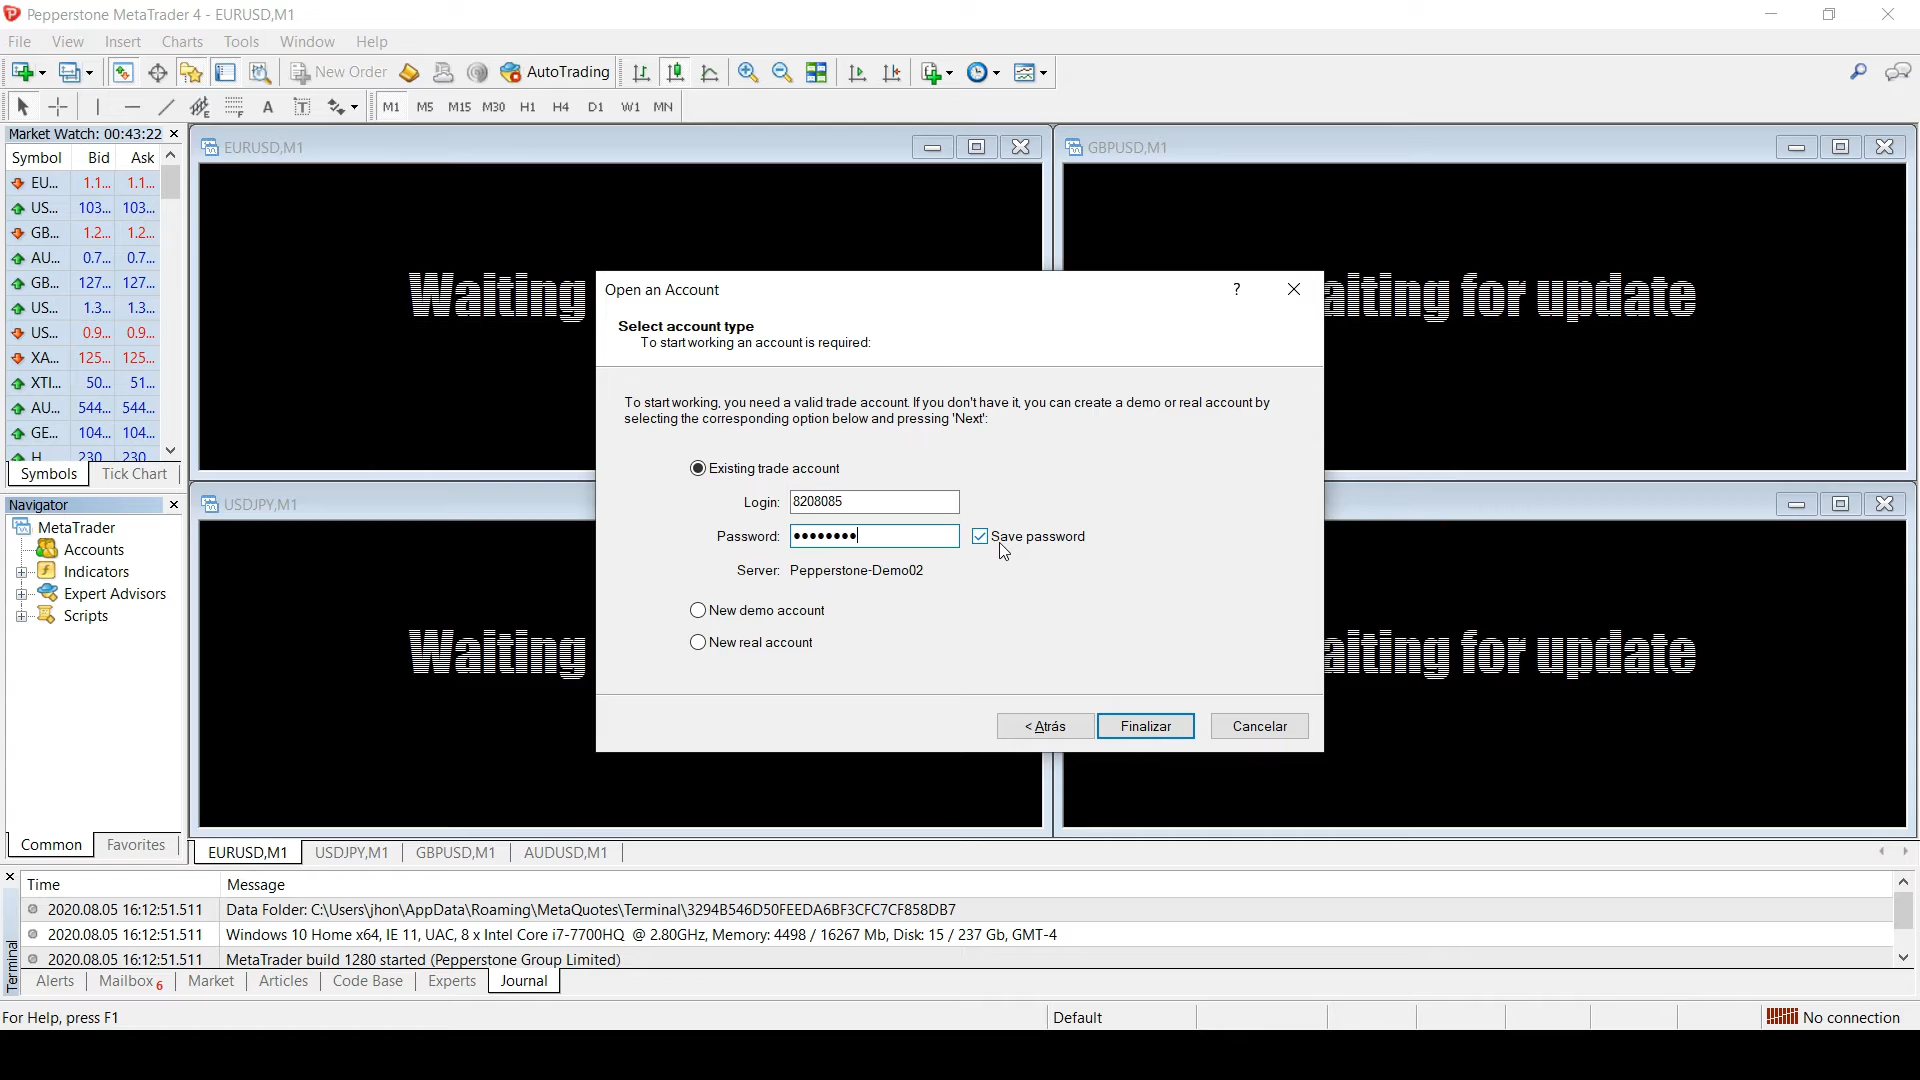 Pepperstone MetaTrader 4 - EURUSD,M1
File View Insert Charts Tools Window Help
New Order AutoTrading
A T M1 M5 M15 M30 H1 H4 D1 W1 MN
Market Watch: 00:43:22
Symbol Bid Ask
EU... 1.1... 1.1...
US... 103... 103...
GB... 1.2... 1.2...
AU... 0.7... 0.7...
GB... 127... 127...
US... 1.3... 1.3...
US... 0.9... 0.9...
XA... 125... 125...
XTI... 50... 51...
AU... 544... 544...
GE... 104... 104...
H 230 230
Symbols Tick Chart
Navigator
MetaTrader
Accounts
Indicators
Expert Advisors
Scripts
Common Favorites
EURUSD,M1
Waiting
GBPUSD,M1
aiting for update
USDJPY,M1
Waiting
aiting for update
Open an Account ?
Select account type
To start working an account is required:
To start working, you need a valid trade account. If you don't have it, you can create a demo or real account by
selecting the corresponding option below and pressing 'Next':
Existing trade account
Login: 8208085
Password: •••••••• Save password
Server: Pepperstone-Demo02
New demo account
New real account
< Atrás Finalizar Cancelar
EURUSD,M1 USDJPY,M1 GBPUSD,M1 AUDUSD,M1
Terminal
Time Message
2020.08.05 16:12:51.511 Data Folder: C:\Users\jhon\AppData\Roaming\MetaQuotes\Terminal\3294B546D50FEEDA6BF3CFC7CF858DB7
2020.08.05 16:12:51.511 Windows 10 Home x64, IE 11, UAC, 8 x Intel Core i7-7700HQ @ 2.80GHz, Memory: 4498 / 16267 Mb, Disk: 15 / 237 Gb, GMT-4
2020.08.05 16:12:51.511 MetaTrader build 1280 started (Pepperstone Group Limited)
Alerts Mailbox 6 Market Articles Code Base Experts Journal
For Help, press F1 Default No connection